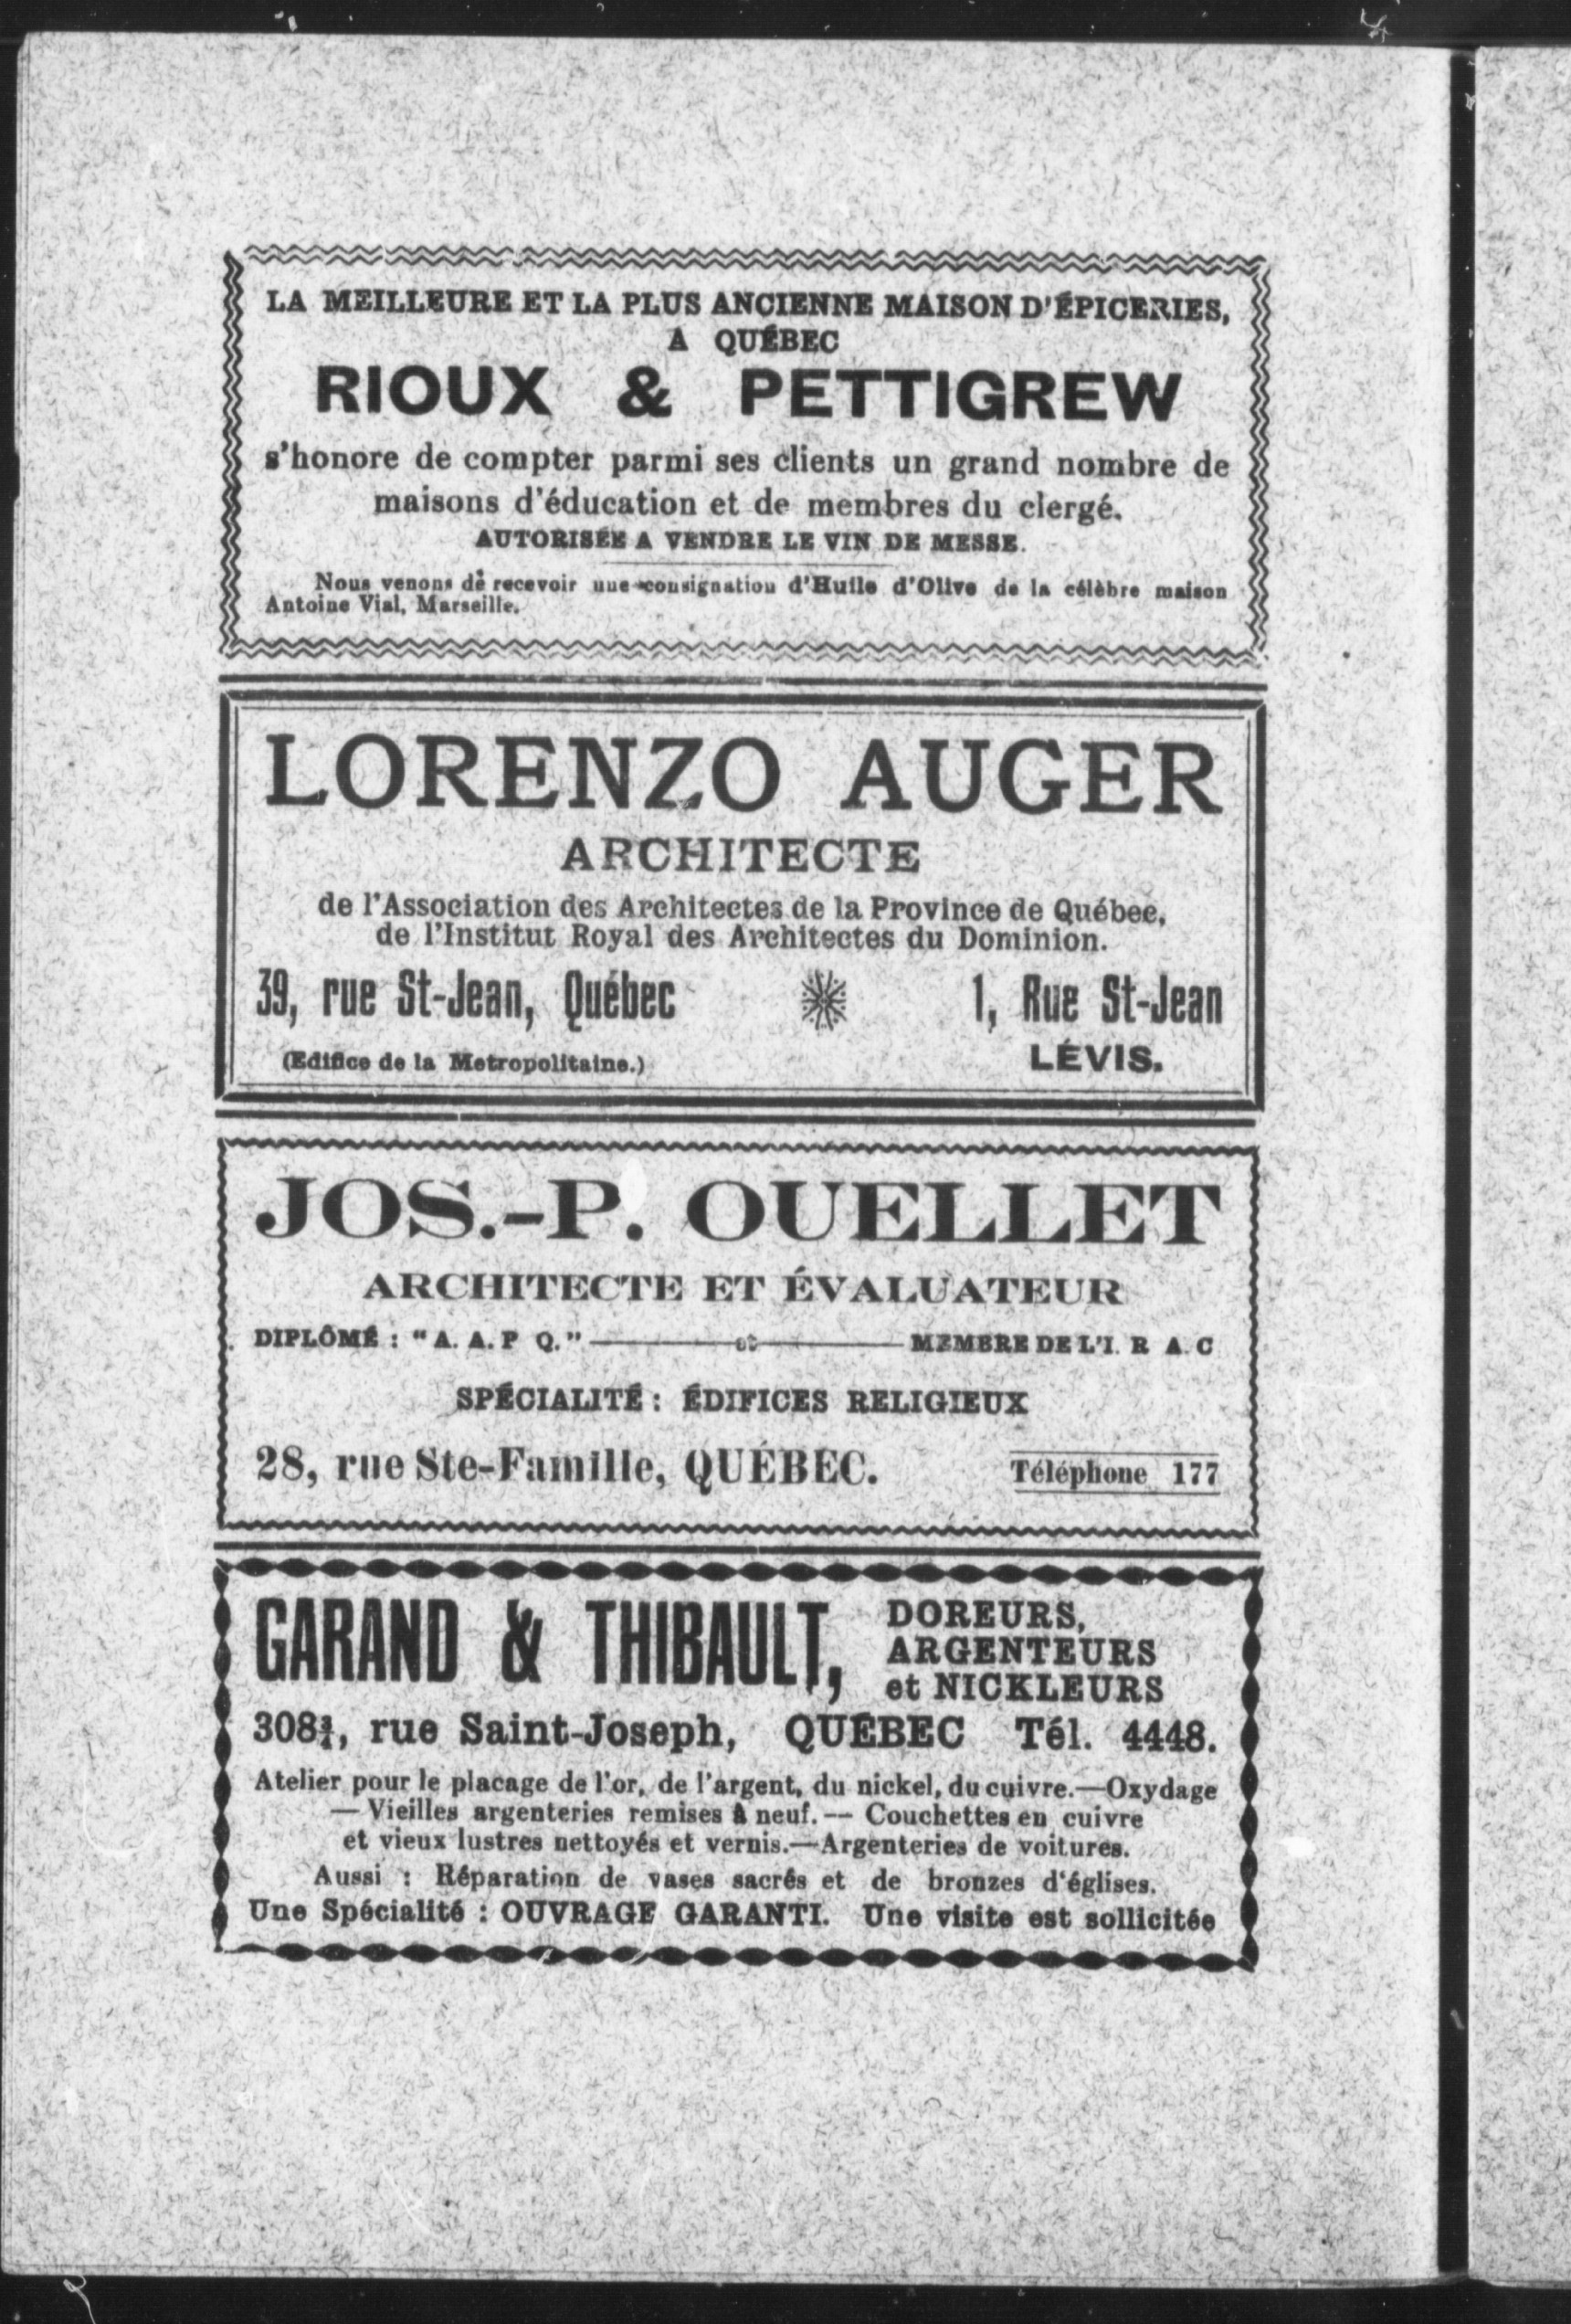 LA MEILLEURE ET LA PLUS ANCIENNE MAISON D'ÉPICERIES,
A QUÉBEC
RIOUX & PETTIGREW
s'honore de compter parmi ses clients un grand nombre de
maisons d'éducation et de membres du clergé.
AUTORISÉE A VENDRE LE VIN DE MESSE.
Nous venons de recevoir une consignation d'Huile d'Olive de la célèbre maison
Antoine Vial, Marseille.
LORENZO AUGER
ARCHITECTE
de l'Association des Architectes de la Province de Québec,
de l'Institut Royal des Architectes du Dominion.
39, rue St-Jean, Québec 1, Rue St-Jean
(Edifice de la Metropolitaine.) LÉVIS.
JOS.-P. OUELLET
ARCHITECTE ET ÉVALUATEUR
DIPLÔMÉ : "A. A. P Q." — et — MEMBRE DE L'I. R A. C
SPÉCIALITÉ : ÉDIFICES RELIGIEUX
28, rue Ste-Famille, QUÉBEC. Téléphone 177
GARAND & THIBAULT, DOREURS,
ARGENTEURS
et NICKLEURS
308¾, rue Saint-Joseph, QUÉBEC Tél. 4448.
Atelier pour le placage de l'or, de l'argent, du nickel, du cuivre.—Oxydage
— Vieilles argenteries remises à neuf. — Couchettes en cuivre
et vieux lustres nettoyés et vernis.—Argenteries de voitures.
Aussi : Réparation de vases sacrés et de bronzes d'églises.
Une Spécialité : OUVRAGE GARANTI. Une visite est sollicitée